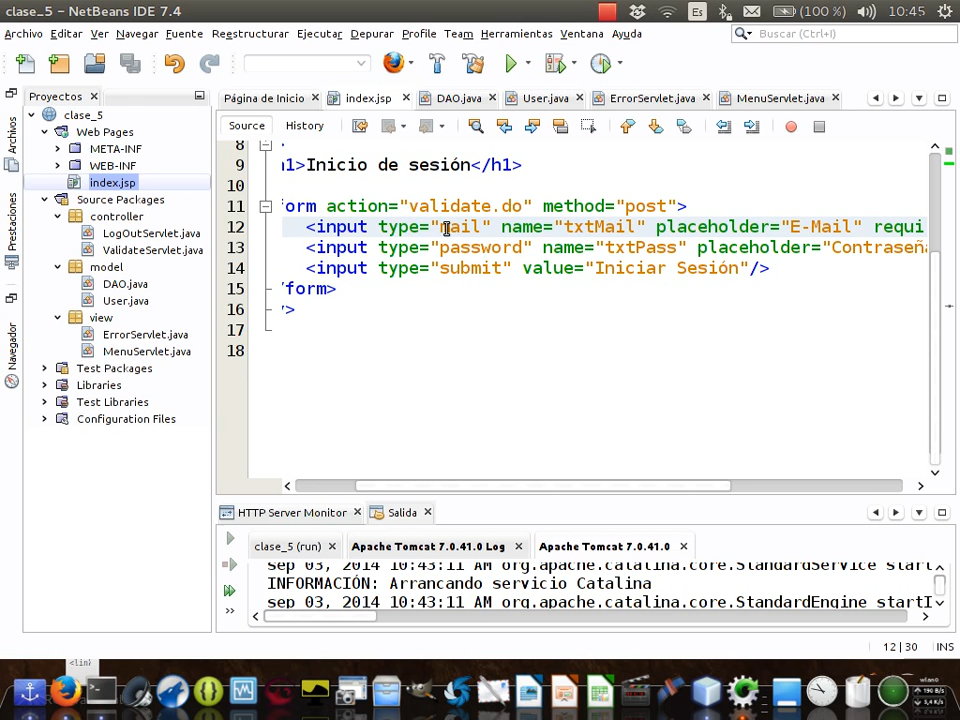 clase_5 - NetBeans IDE 7.4
Es
(100 %)
10:45
Archivo Editar Ver Navegar Fuente Reestructurar Ejecutar Depurar Profile Team Herramientas Ventana Ayuda
Buscar (Ctrl+I)
Proyectos
Página de Inicio
index.jsp
DAO.java
User.java
ErrorServlet.java
MenuServlet.java
Archivos
Prestaciones
Navegador
clase_5
Web Pages
META-INF
WEB-INF
index.jsp
Source Packages
controller
LogOutServlet.java
ValidateServlet.java
model
DAO.java
User.java
view
ErrorServlet.java
MenuServlet.java
Test Packages
Libraries
Test Libraries
Configuration Files
Source History
8
9 h1>Inicio de sesión</h1>
10
11 form action="validate.do" method="post">
12 <input type="mail" name="txtMail" placeholder="E-Mail" requi
13 <input type="password" name="txtPass" placeholder="Contraseña
14 <input type="submit" value="Iniciar Sesión"/>
15 /form>
16 />
17
18
HTTP Server Monitor
Salida
clase_5 (run)
Apache Tomcat 7.0.41.0 Log
Apache Tomcat 7.0.41.0
sep 03, 2014 10:43:11 AM org.apache.catalina.core.StandardService start
INFORMACIÓN: Arrancando servicio Catalina
sep 03, 2014 10:43:11 AM org.apache.catalina.core.StandardEngine startI
12 | 30 INS
wlan0